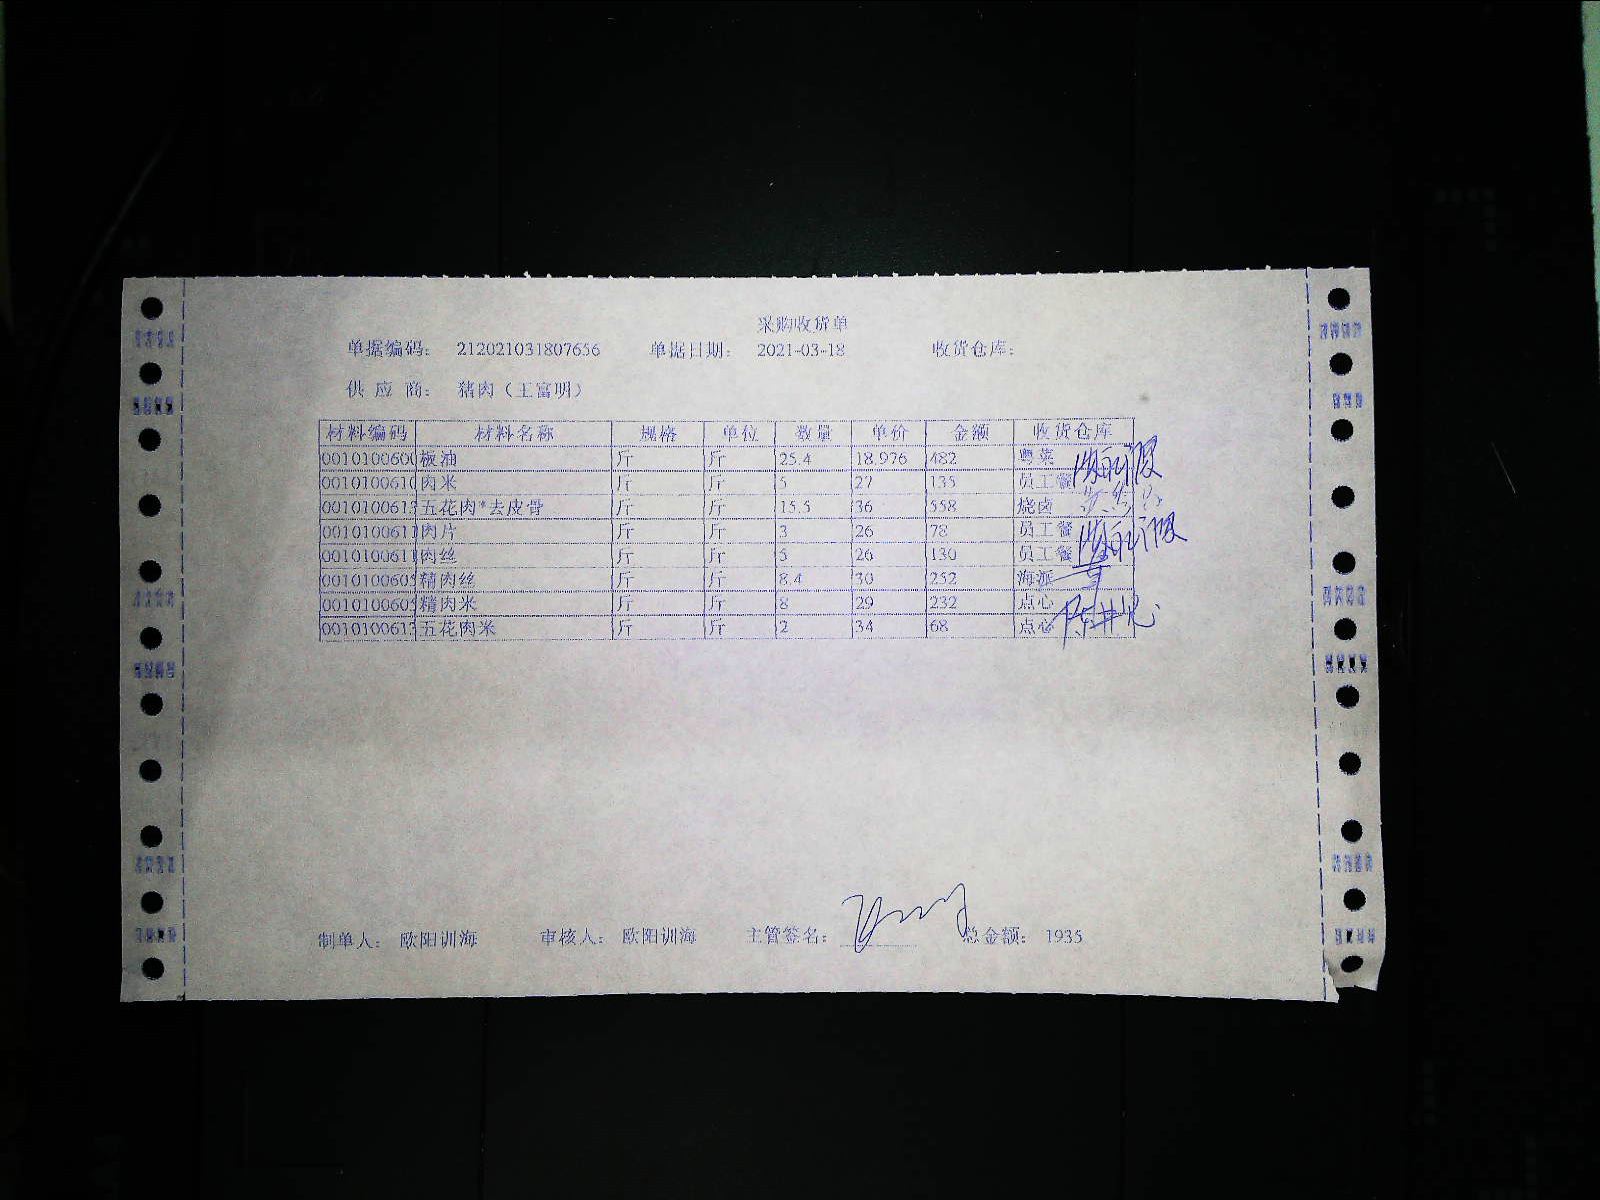 采购收货单
单据编码： 212021031807656 单据日期： 2021-03-18 收货仓库：
供 应 商： 猪肉（王富明）
材料编码 材料名称 规格 单位 数量 单价 金额 收货仓库
001010060 板油 斤 斤 25.4 18.976 482 粤菜
001010061 肉米 斤 斤 5 27 135 员工餐
001010061 五花肉*去皮骨 斤 斤 15.5 36 558 烧卤
001010061 肉片 斤 斤 3 26 78 员工餐
001010061 肉丝 斤 斤 5 26 130 员工餐
001010060 精肉丝 斤 斤 8.4 30 252 海派
001010060 精肉米 斤 斤 8 29 232 点心
001010061 五花肉米 斤 斤 2 34 68 点心
制单人： 欧阳训海 审核人： 欧阳训海 主管签名： 总金额： 1935